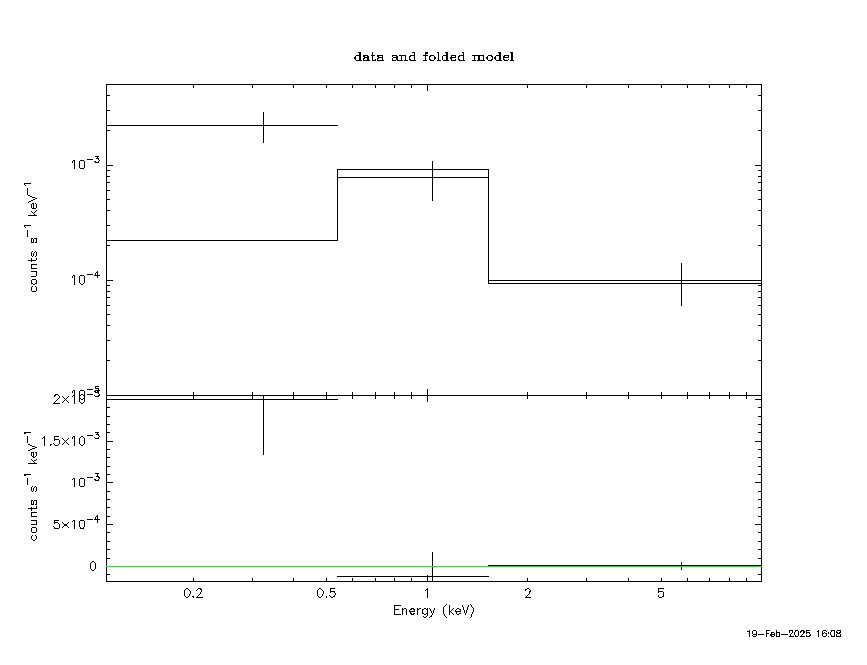 data and folded model
counts s−1 keV−1
10−3
10−4
10−5
counts s−1 keV−1
2×10−3
1.5×10−3
10−3
5×10−4
0
0.2 0.5 1 2 5
Energy (keV)
19−Feb−2025 16:08